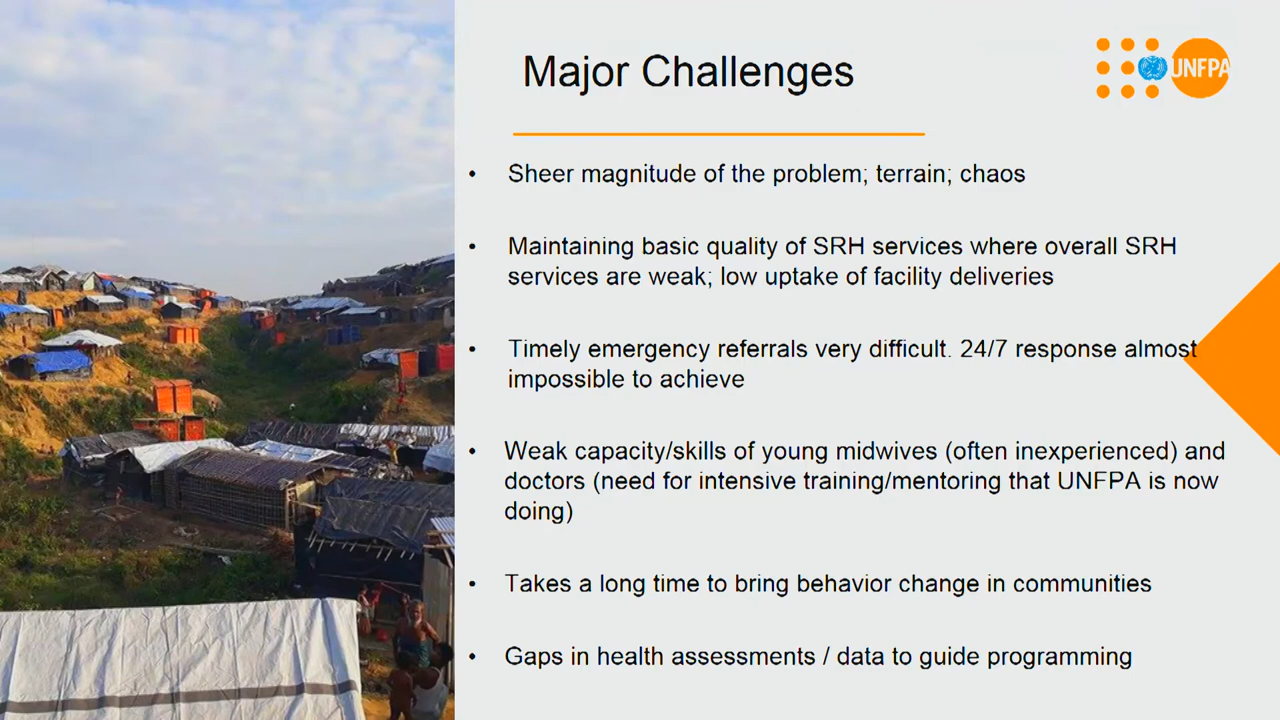 Major Challenges
UNFPA
• Sheer magnitude of the problem; terrain; chaos
• Maintaining basic quality of SRH services where overall SRH
services are weak; low uptake of facility deliveries
• Timely emergency referrals very difficult. 24/7 response almost
impossible to achieve
• Weak capacity/skills of young midwives (often inexperienced) and
doctors (need for intensive training/mentoring that UNFPA is now
doing)
• Takes a long time to bring behavior change in communities
• Gaps in health assessments / data to guide programming